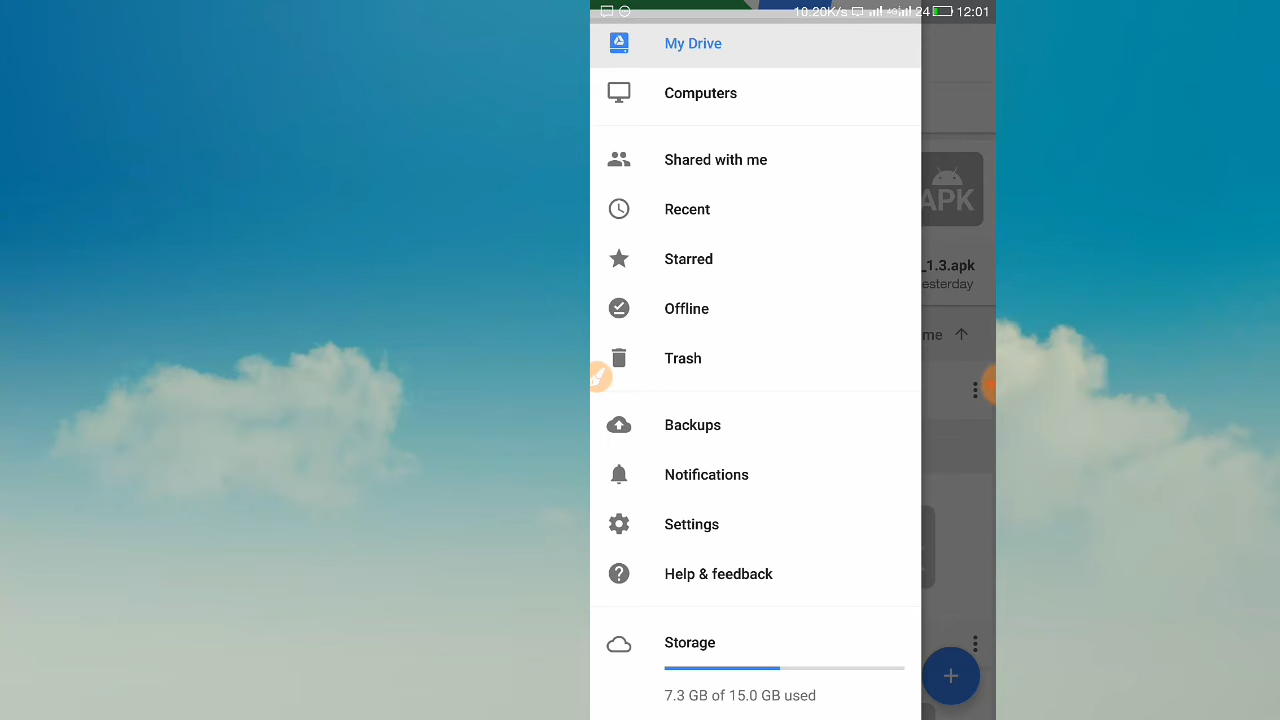 10.20K/s 4G 24 12:01
My Drive
Computers
Shared with me
Recent
Starred
Offline
Trash
Backups
Notifications
Settings
Help & feedback
Storage
7.3 GB of 15.0 GB used
APK
_1.3.apk
esterday
me